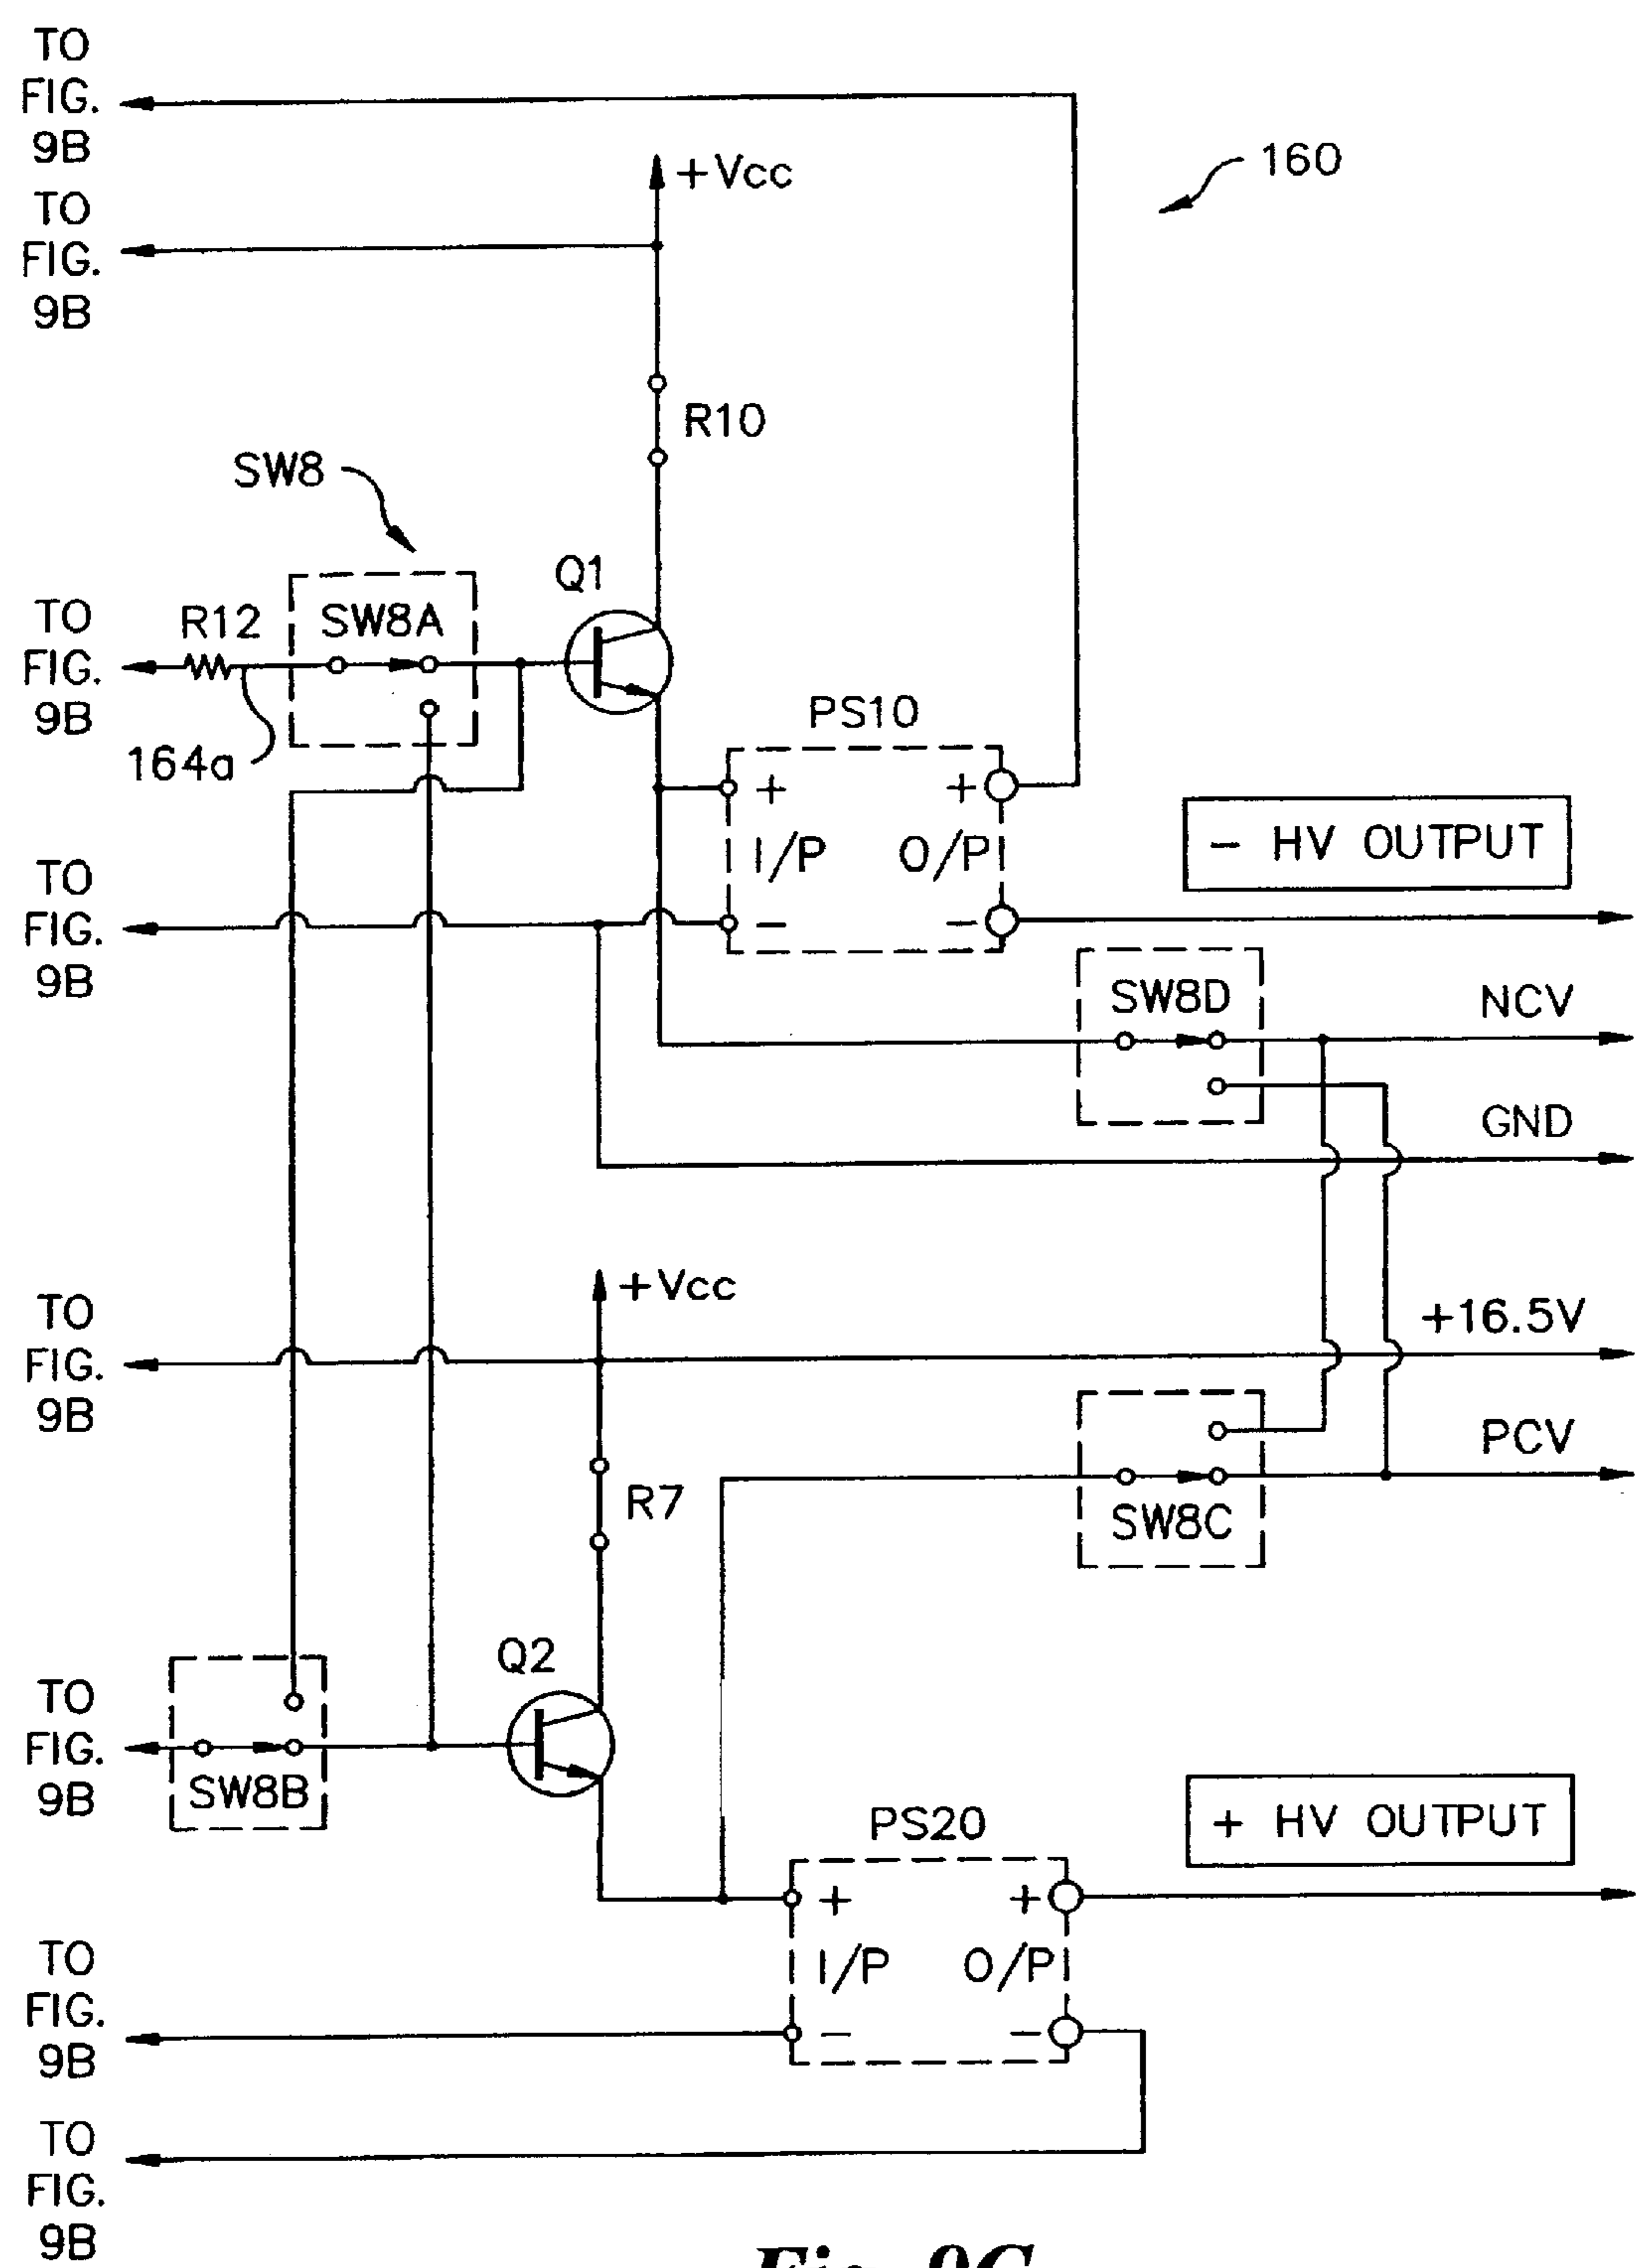 TO
FIG.
9B
160
+Vcc
TO
FIG.
9B
R10
SW8
Q1
TO
FIG.
9B
R12
SW8A
164a
PS10
+ +
I/P O/P
- -
- HV OUTPUT
TO
FIG.
9B
SW8D
NCV
GND
+Vcc
+16.5V
TO
FIG.
9B
PCV
R7
SW8C
Q2
TO
FIG.
9B
SW8B
PS20
+ HV OUTPUT
+ +
I/P O/P
- -
TO
FIG.
9B
TO
FIG.
9B
Fig. 9C